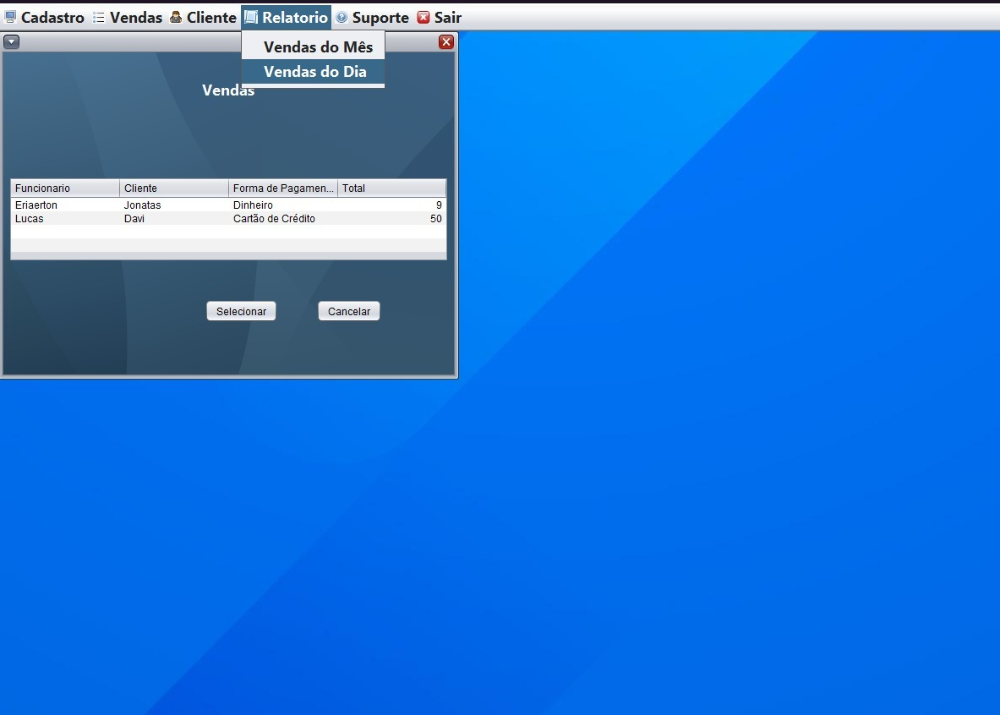 Cadastro Vendas Cliente Relatorio Suporte Sair
Vendas do Mês
Vendas do Dia
Vendas
Funcionario Cliente Forma de Pagamen... Total
Eriaerton Jonatas Dinheiro 9
Lucas Davi Cartão de Crédito 50
Selecionar Cancelar